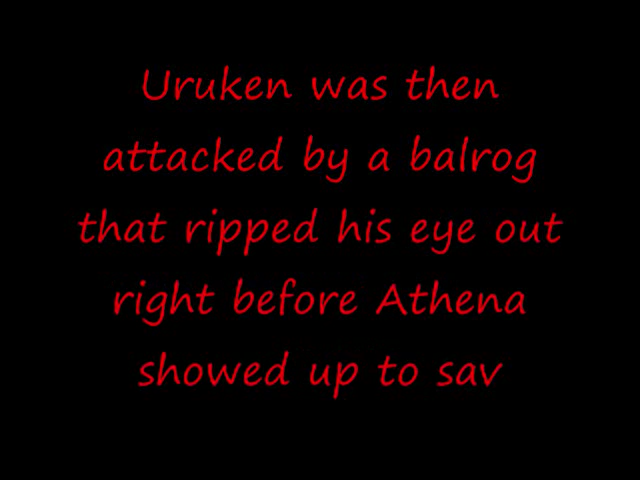 Uruken was then
attacked by a balrog
that ripped his eye out
right before Athena
showed up to sav